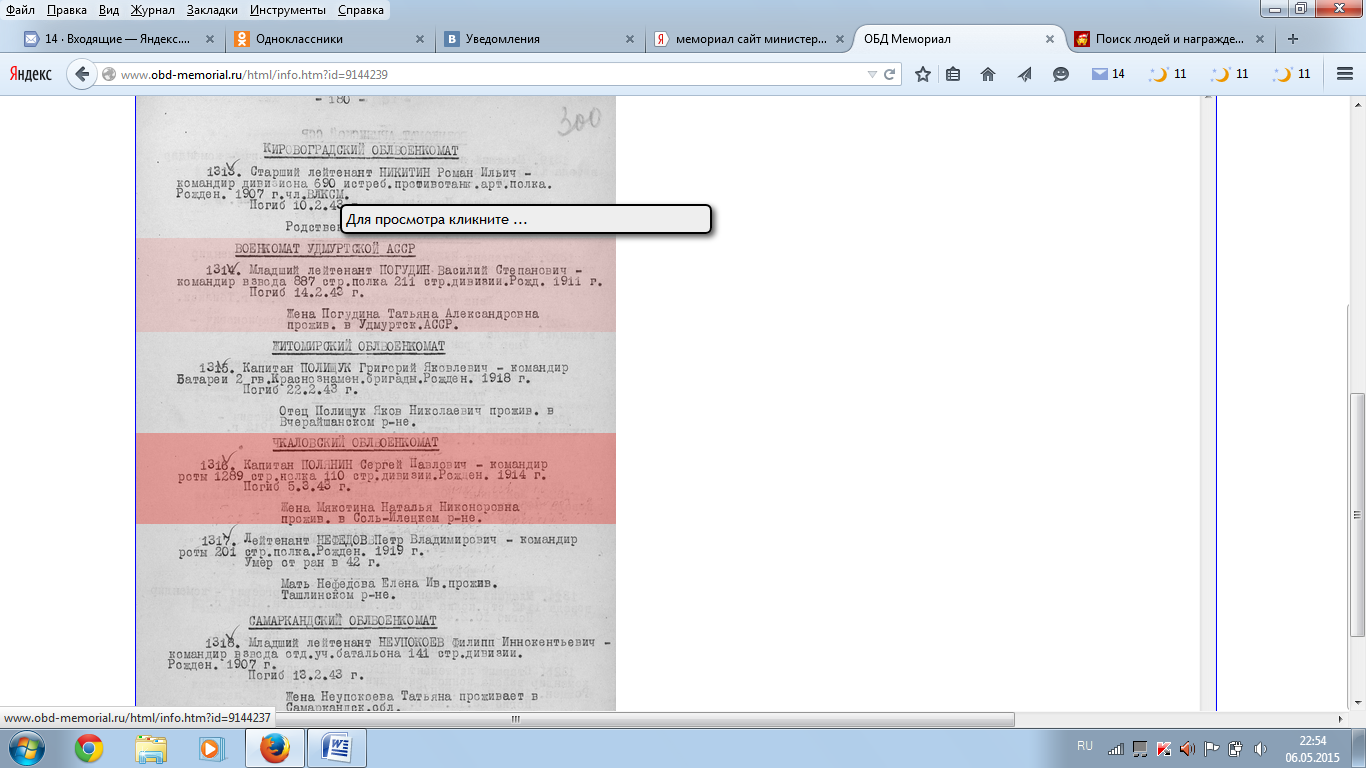 Файл Правка Вид Журнал Закладки Инструменты Справка
14 · Входящие — Яндекс.... Одноклассники Уведомления мемориал сайт министер... ОБД Мемориал Поиск людей и награжде...
Яндекс www.obd-memorial.ru/html/info.htm?id=9144239 14 11 11 11
- 180 -
300
КИРОВОГРАДСКИЙ ОБЛВОЕНКОМАТ
1313. Старший лейтенант НИКИТИН Роман Ильич -
командир дивизиона 690 истреб.противотанк.арт.полка.
Рожден. 1907 г.чл.ВЛКСМ.
Погиб 10.2.43
Для просмотра кликните ...
Родствен
ВОЕНКОМАТ УДМУРТСКОЙ АССР
1314. Младший лейтенант ПОГУДИН Василий Степанович -
командир взвода 887 стр.полка 211 стр.дивизии.Рожд. 1911 г.
Погиб 14.2.43 г.
Жена Погудина Татьяна Александровна
прожив. в Удмуртск.АССР.
ЖИТОМИРСКИЙ ОБЛВОЕНКОМАТ
1315. Капитан ПОЛИЩУК Григорий Яковлевич - командир
Батареи 2 гв.Краснознамен.бригады.Рожден. 1918 г.
Погиб 22.2.43 г.
Отец Полищук Яков Николаевич прожив. в
Вчерайшанском р-не.
ЧКАЛОВСКИЙ ОБЛВОЕНКОМАТ
1316. Капитан ПОЛЯНИН Сергей Павлович - командир
роты 1289 стр.полка 110 стр.дивизии.Рожден. 1914 г.
Погиб 5.3.43 г.
Жена Мякотина Наталья Никоноровна
прожив. в Соль-Илецком р-не.
1317. Лейтенант НЕФЕДОВ Петр Владимирович - командир
роты 201 стр.полка.Рожден. 1919 г.
Умер от ран в 42 г.
Мать Нефедова Елена Ив.прожив.
Ташлинском р-не.
САМАРКАНДСКИЙ ОБЛВОЕНКОМАТ
1318. Младший лейтенант НЕУПОКОЕВ Филипп Иннокентьевич -
командир взвода отд.уч.батальона 141 стр.дивизии.
Рожден. 1907 г.
Погиб 13.2.43 г.
Жена Неупокоева Татьяна проживает в
Самаркандск.обл.
www.obd-memorial.ru/html/info.htm?id=9144237
RU 22:54
06.05.2015